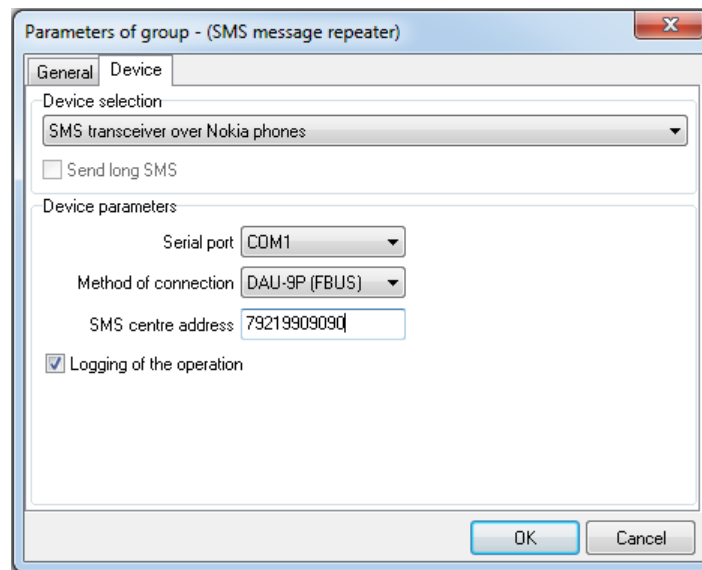 Parameters of group - (SMS message repeater)
General Device
Device selection
SMS transceiver over Nokia phones
Send long SMS
Device parameters
Serial port COM1
Method of connection DAU-9P (FBUS)
SMS centre address 79219909090
Logging of the operation
OK Cancel